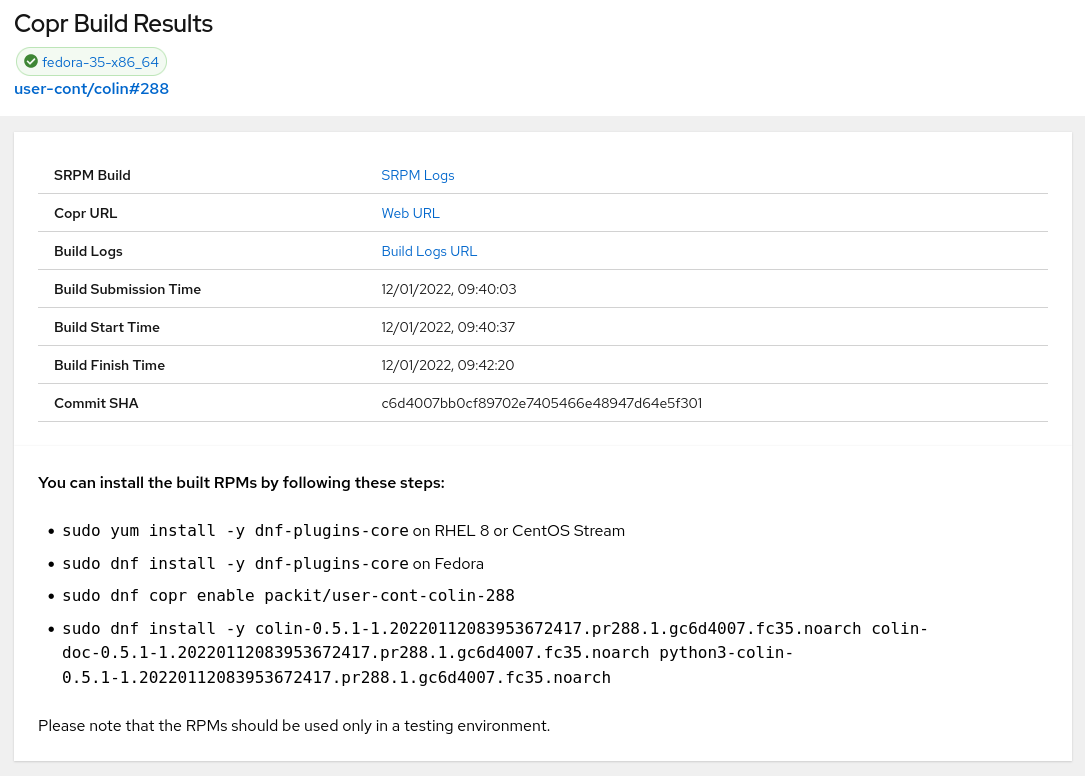 Copr Build Results
fedora-35-x86_64
user-cont/colin#288
SRPM Build SRPM Logs
Copr URL Web URL
Build Logs Build Logs URL
Build Submission Time 12/01/2022, 09:40:03
Build Start Time 12/01/2022, 09:40:37
Build Finish Time 12/01/2022, 09:42:20
Commit SHA c6d4007bb0cf89702e7405466e48947d64e5f301
You can install the built RPMs by following these steps:
• sudo yum install -y dnf-plugins-core on RHEL 8 or CentOS Stream
• sudo dnf install -y dnf-plugins-core on Fedora
• sudo dnf copr enable packit/user-cont-colin-288
• sudo dnf install -y colin-0.5.1-1.20220112083953672417.pr288.1.gc6d4007.fc35.noarch colin-
doc-0.5.1-1.20220112083953672417.pr288.1.gc6d4007.fc35.noarch python3-colin-
0.5.1-1.20220112083953672417.pr288.1.gc6d4007.fc35.noarch
Please note that the RPMs should be used only in a testing environment.